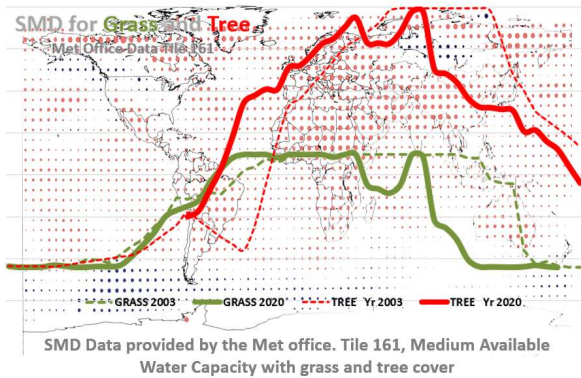 SMD for Grass and Tree
Met Office Data Tile 161
GRASS 2003 GRASS 2020 TREE Yr 2003 TREE Yr 2020
SMD Data provided by the Met office. Tile 161, Medium Available
Water Capacity with grass and tree cover